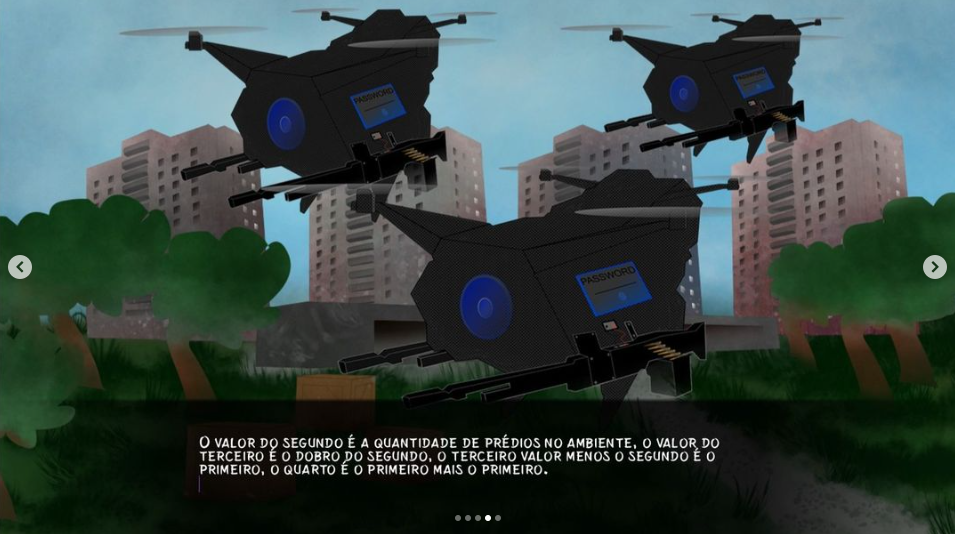 PASSWORD
PASSWORD
PASSWORD
O VALOR DO SEGUNDO É A QUANTIDADE DE PRÉDIOS NO AMBIENTE, O VALOR DO
TERCEIRO É O DOBRO DO SEGUNDO, O TERCEIRO VALOR MENOS O SEGUNDO É O
PRIMEIRO, O QUARTO É O PRIMEIRO MAIS O PRIMEIRO.